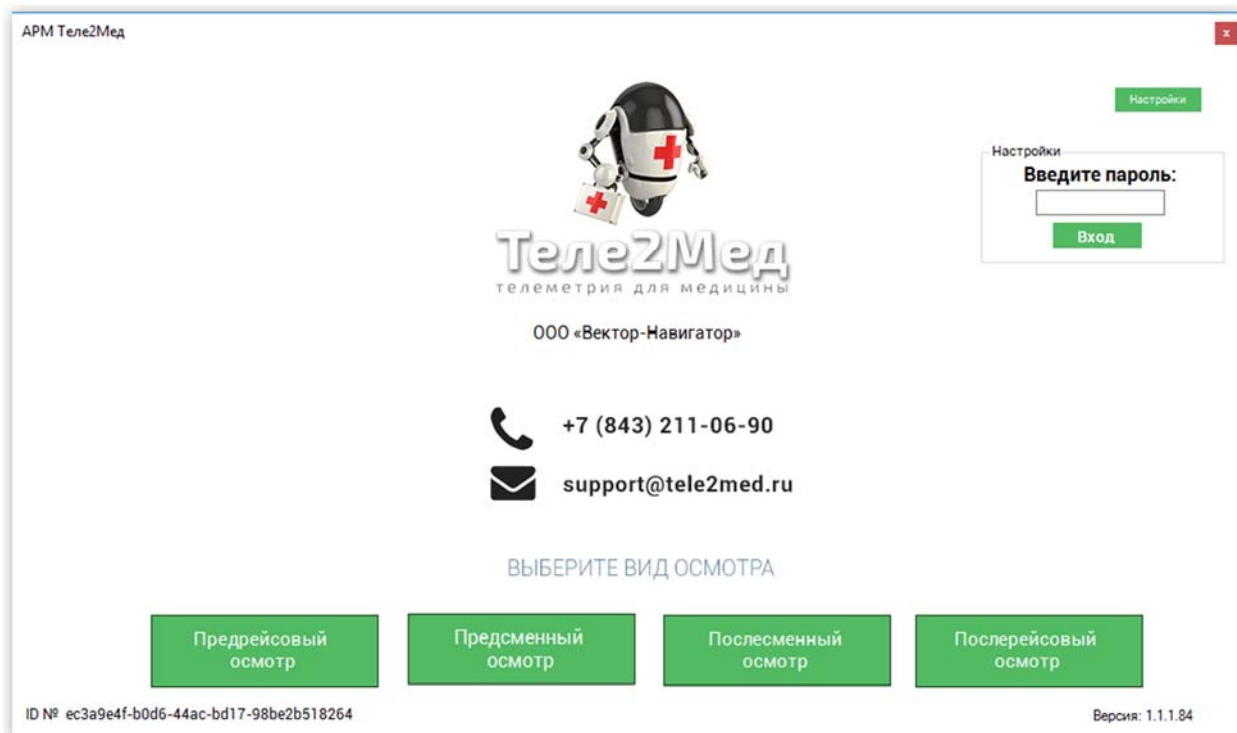 АРМ Теле2Мед
x
Настройки
Настройки
Введите пароль:
Вход
Теле2Мед
телеметрия для медицины
ООО «Вектор-Навигатор»
+7 (843) 211-06-90
support@tele2med.ru
ВЫБЕРИТЕ ВИД ОСМОТРА
Предрейсовый
осмотр
Предсменный
осмотр
Послесменный
осмотр
Послерейсовый
осмотр
ID № ec3a9e4f-b0d6-44ac-bd17-98be2b518264
Версия: 1.1.1.84